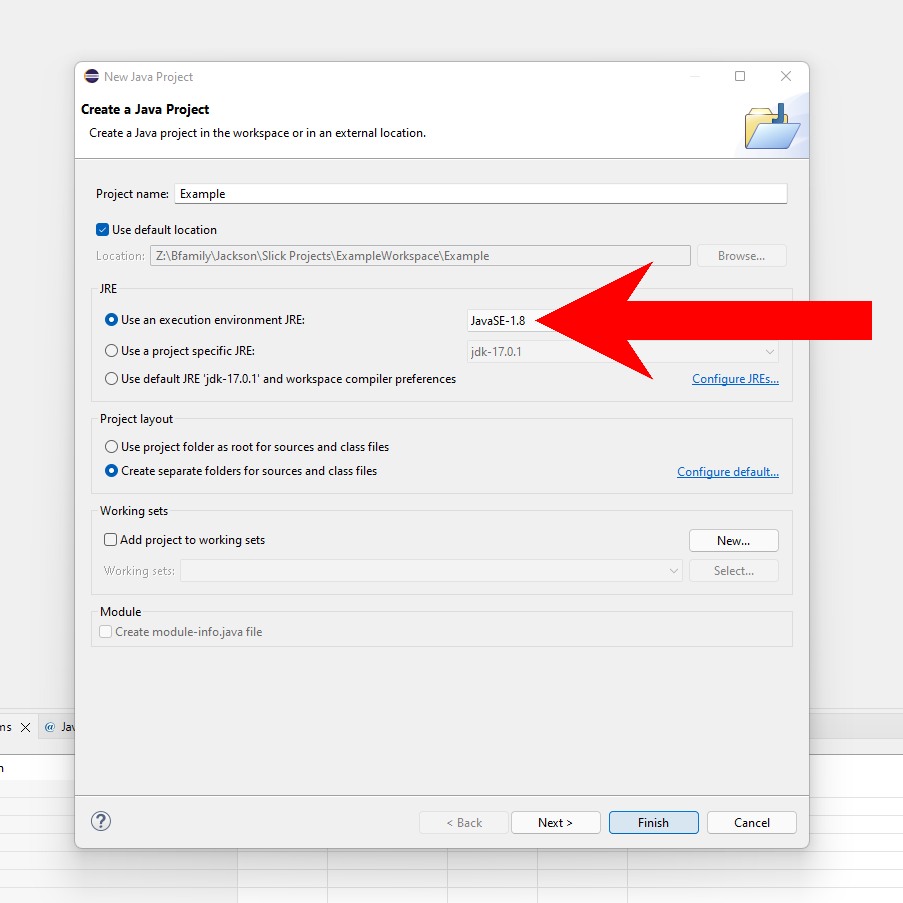 New Java Project
Create a Java Project
Create a Java project in the workspace or in an external location.
Project name: Example
Use default location
Location: Z:\Bfamily\Jackson\Slick Projects\ExampleWorkspace\Example Browse...
JRE
Use an execution environment JRE: JavaSE-1.8
Use a project specific JRE: jdk-17.0.1
Use default JRE 'jdk-17.0.1' and workspace compiler preferences Configure JREs...
Project layout
Use project folder as root for sources and class files
Create separate folders for sources and class files Configure default...
Working sets
Add project to working sets New...
Working sets: Select...
Module
Create module-info.java file
ms @ Jav
n
? < Back Next > Finish Cancel